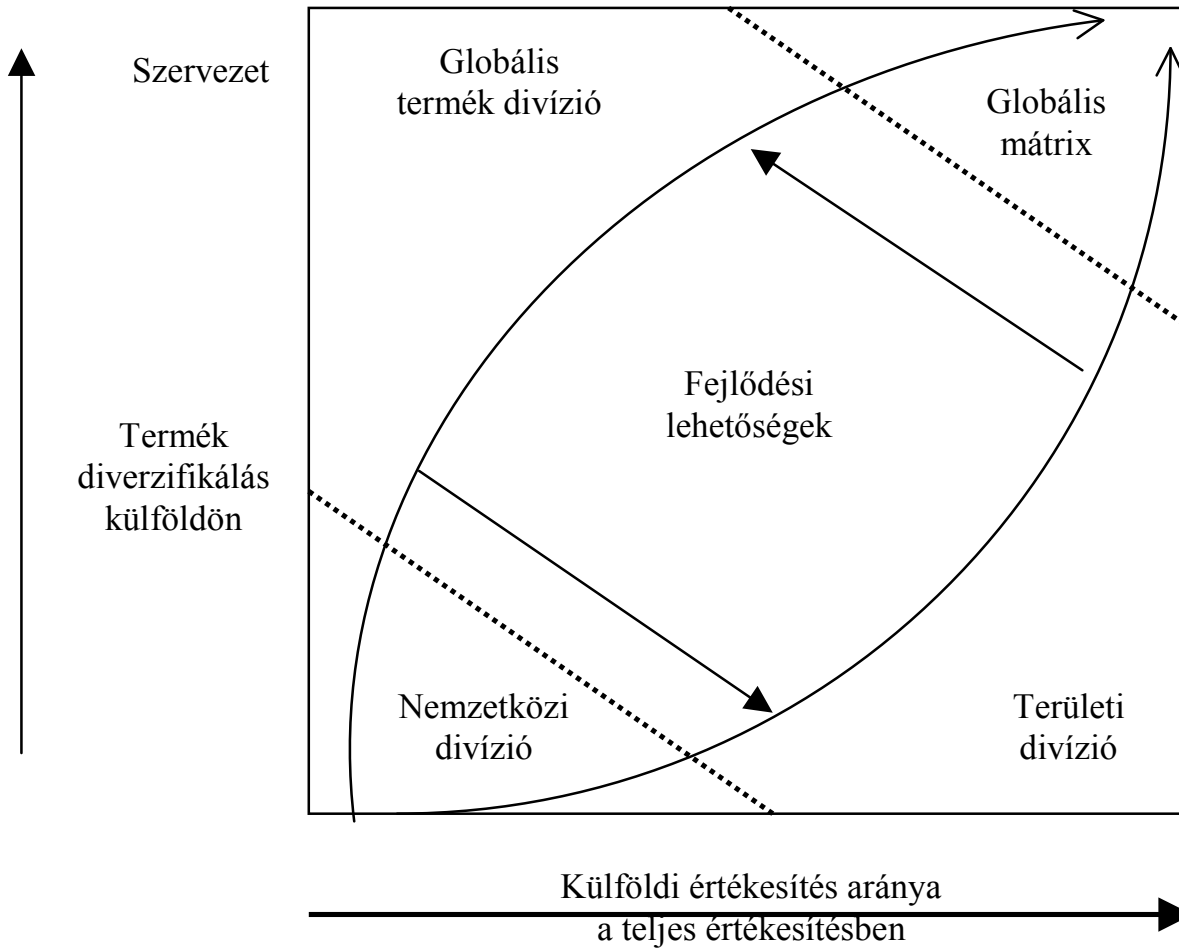 Szervezet
Globális
termék divízió
Globális
mátrix
Fejlődési
lehetőségek
Termék
diverzifikálás
külföldön
Nemzetközi
divízió
Területi
divízió
Külföldi értékesítés aránya
a teljes értékesítésben